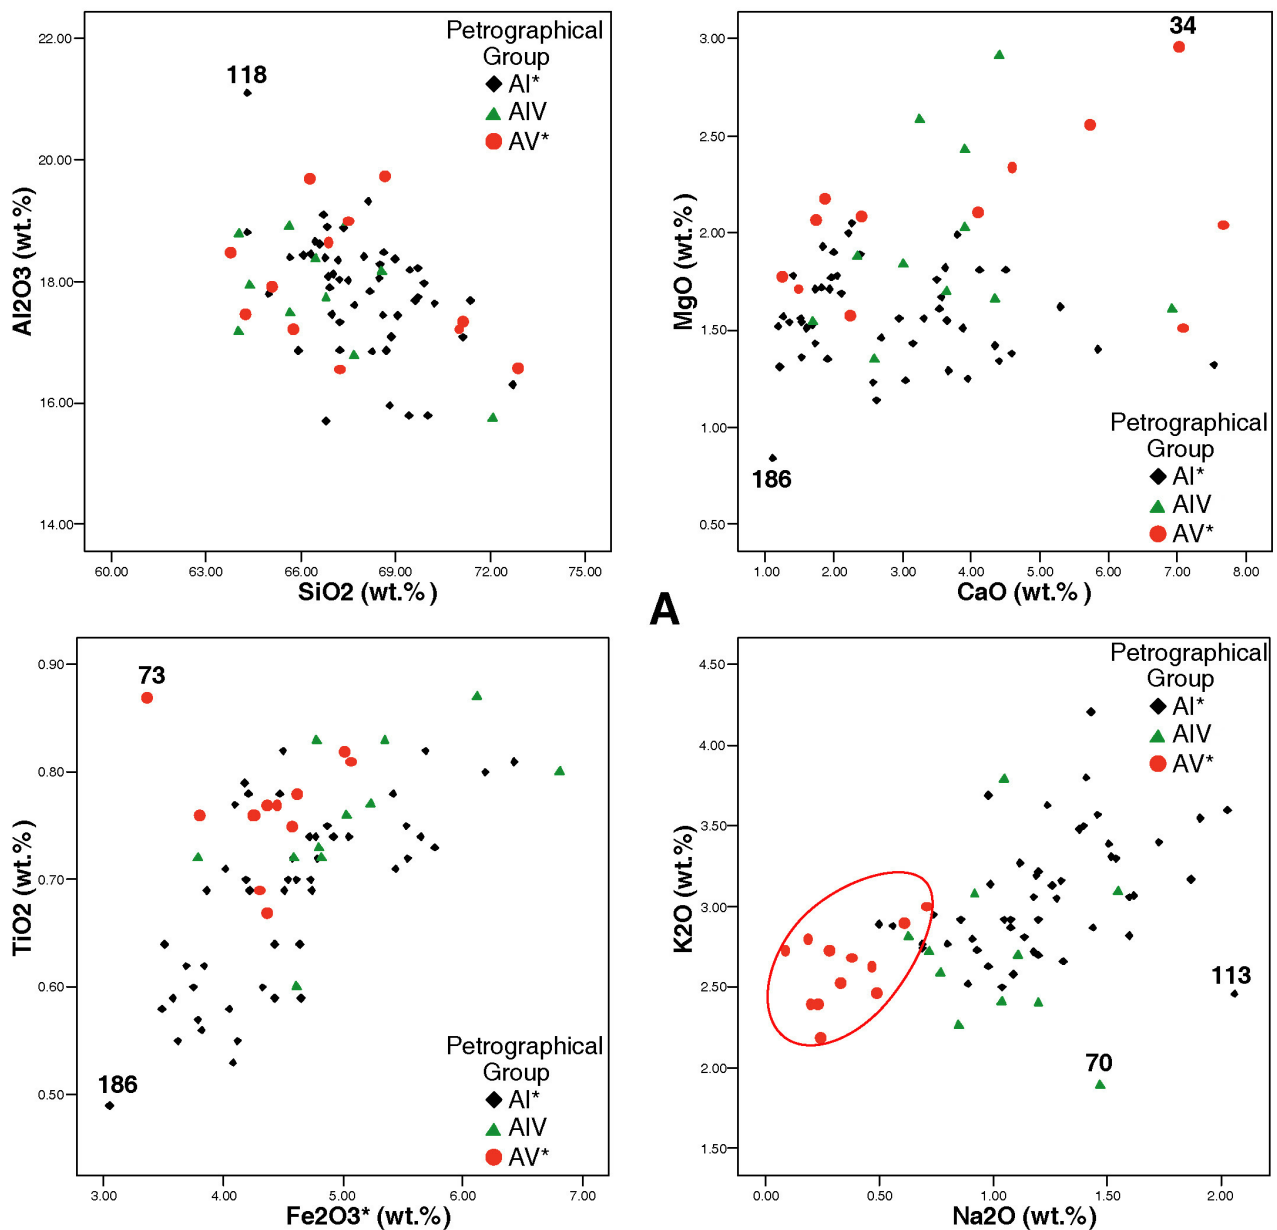 22.00
20.00
18.00
16.00
14.00
Al2O3 (wt.%)
118
Petrographical
Group
AI*
AIV
AV*
60.00 63.00 66.00 69.00 72.00 75.00
SiO2 (wt.%)
3.00
2.50
2.00
1.50
1.00
0.50
MgO (wt.%)
34
186
Petrographical
Group
AI*
AIV
AV*
1.00 2.00 3.00 4.00 5.00 6.00 7.00 8.00
CaO (wt.%)
A
0.90
0.80
0.70
0.60
0.50
TiO2 (wt.%)
73
186
Petrographical
Group
AI*
AIV
AV*
3.00 4.00 5.00 6.00 7.00
Fe2O3* (wt.%)
4.50
4.00
3.50
3.00
2.50
2.00
1.50
K2O (wt.%)
Petrographical
Group
AI*
AIV
AV*
113
70
0.00 0.50 1.00 1.50 2.00
Na2O (wt.%)